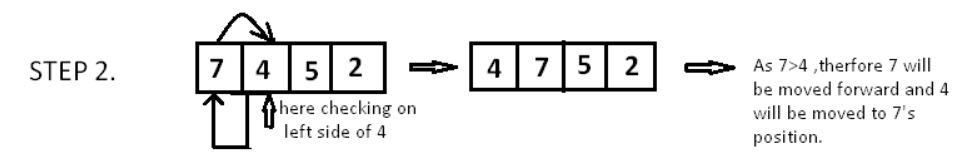 STEP 2.
7 4 5 2
here checking on
left side of 4
4 7 5 2
As 7>4 ,therfore 7 will
be moved forward and 4
will be moved to 7's
position.